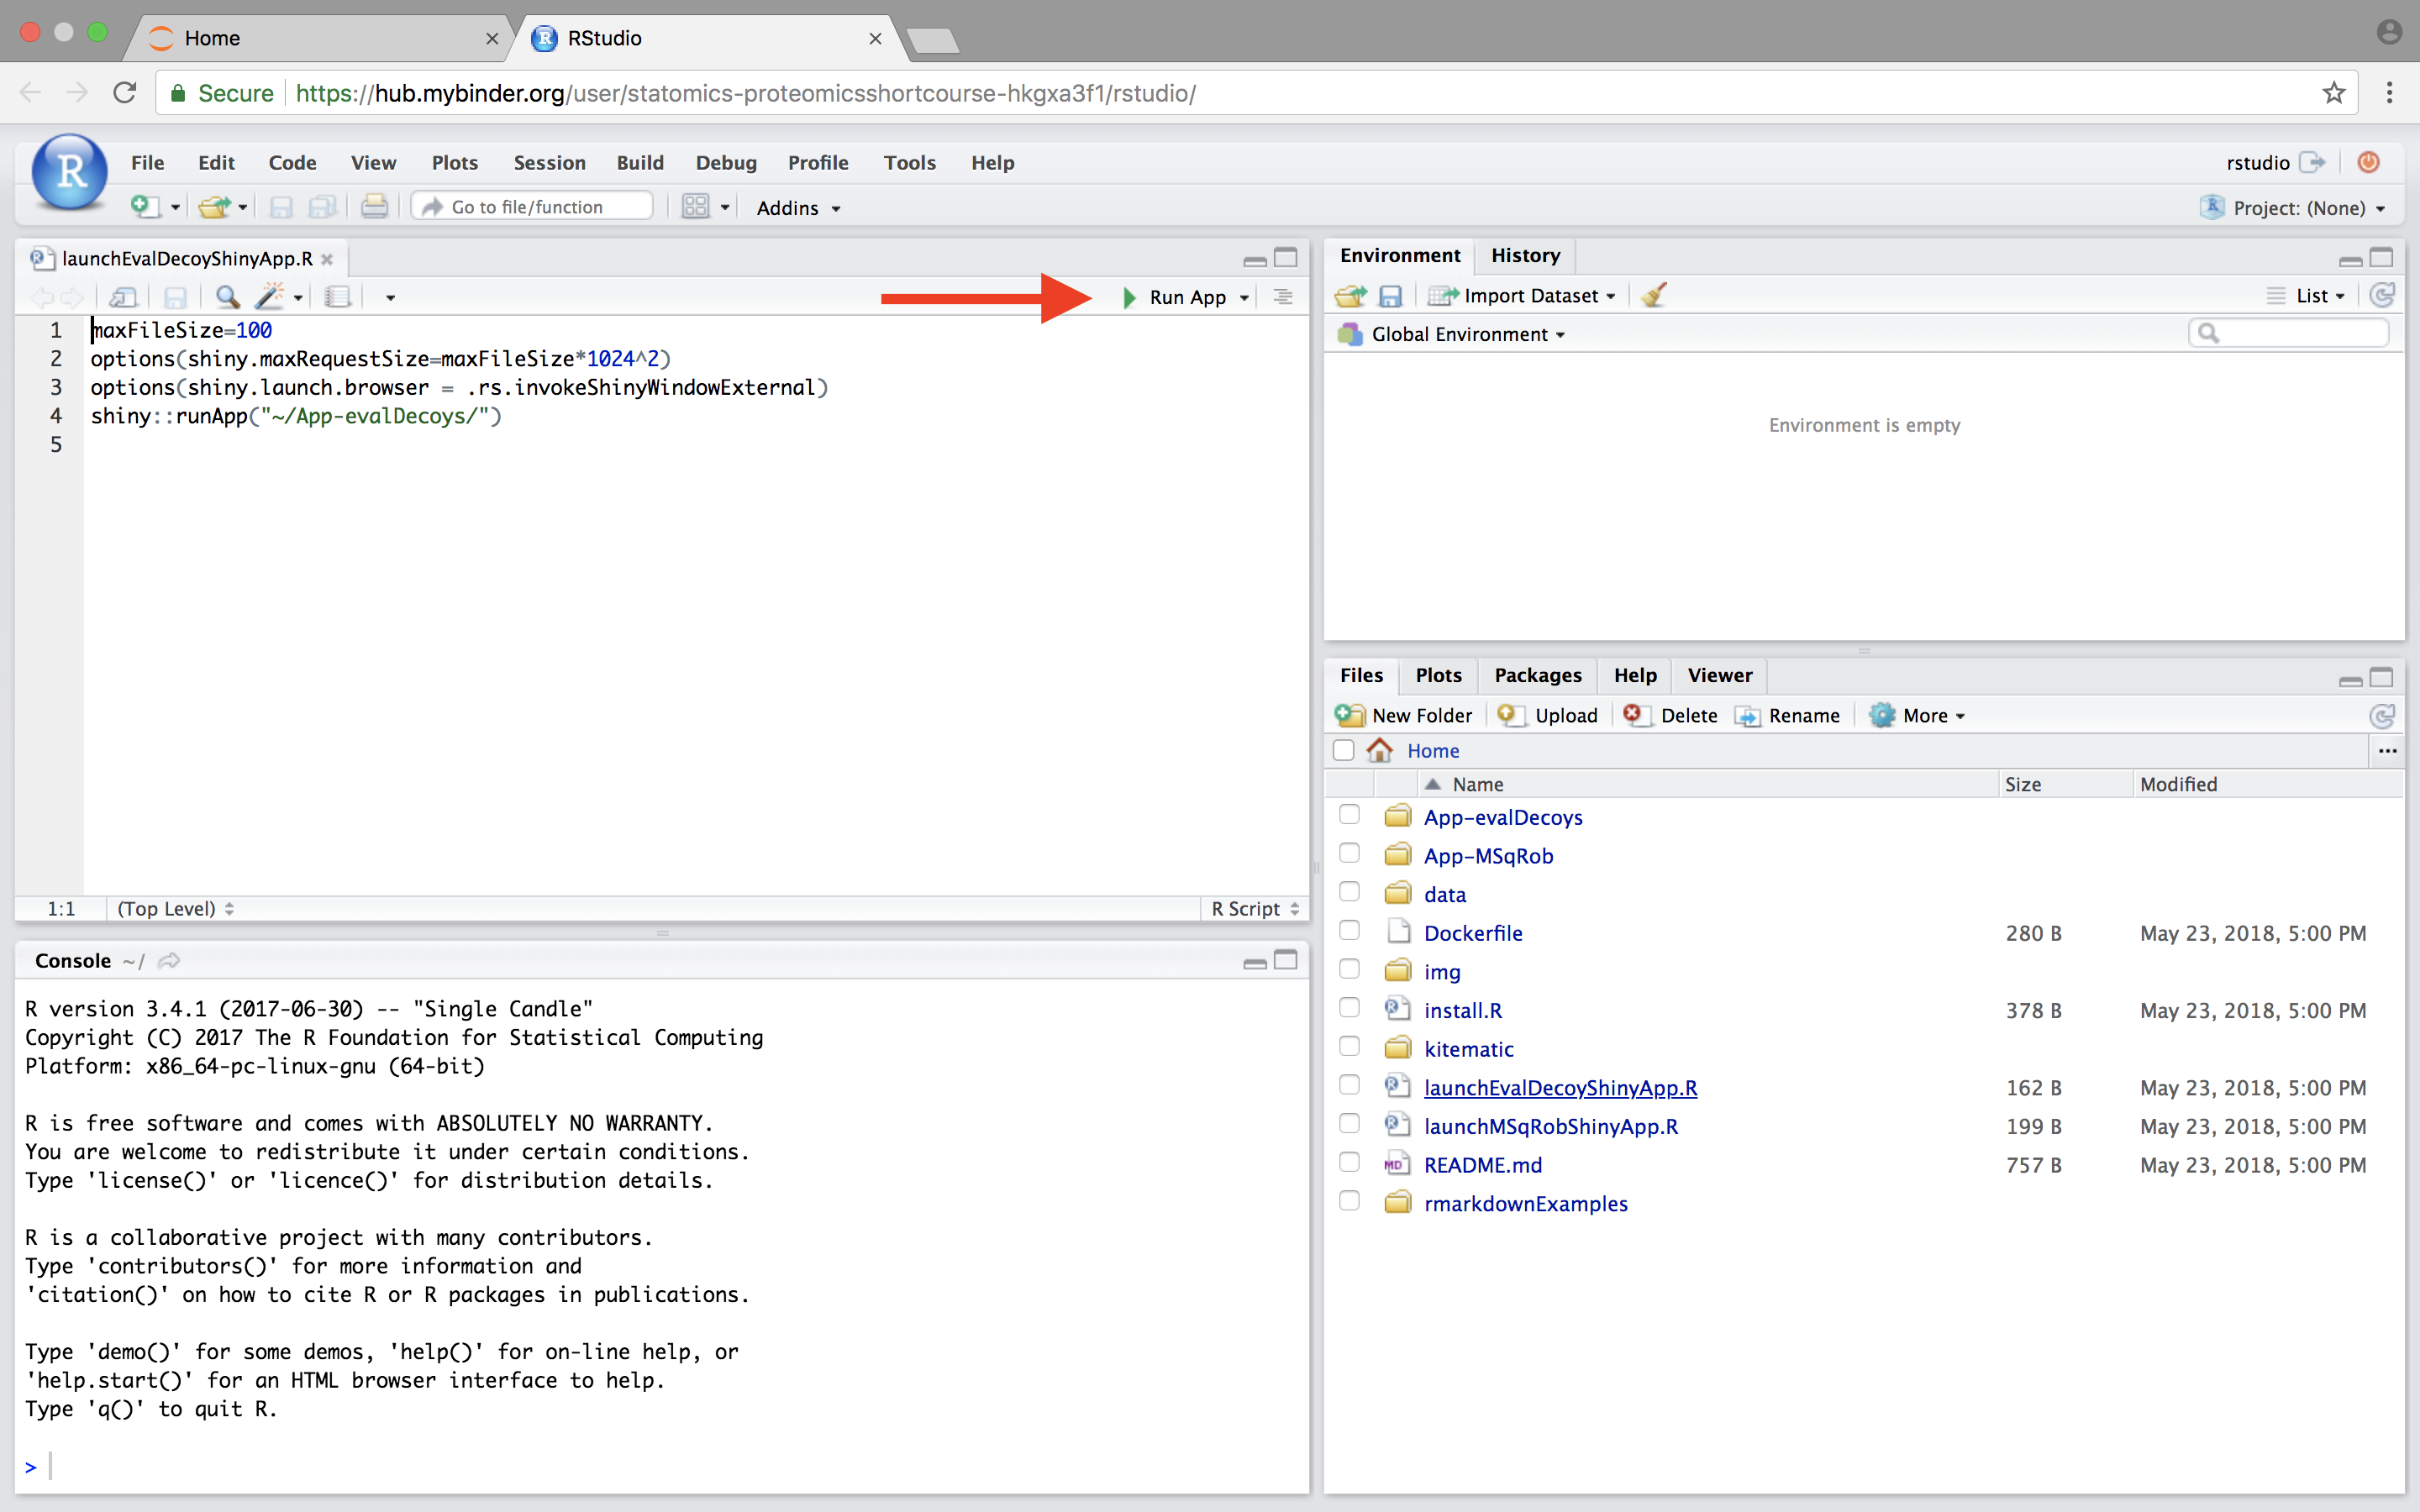 Home
RStudio
Secure
https://hub.mybinder.org/user/statomics-proteomicsshortcourse-hkgxa3f1/rstudio/
R
File Edit Code View Plots Session Build Debug Profile Tools Help
rstudio
Go to file/function
Addins
Project: (None)
launchEvalDecoyShinyApp.R
Run App
1 maxFileSize=100
2 options(shiny.maxRequestSize=maxFileSize*1024^2)
3 options(shiny.launch.browser = .rs.invokeShinyWindowExternal)
4 shiny::runApp("~/App-evalDecoys/")
5
1:1 (Top Level) R Script
Console ~/
R version 3.4.1 (2017-06-30) -- "Single Candle"
Copyright (C) 2017 The R Foundation for Statistical Computing
Platform: x86_64-pc-linux-gnu (64-bit)
R is free software and comes with ABSOLUTELY NO WARRANTY.
You are welcome to redistribute it under certain conditions.
Type 'license()' or 'licence()' for distribution details.
R is a collaborative project with many contributors.
Type 'contributors()' for more information and
'citation()' on how to cite R or R packages in publications.
Type 'demo()' for some demos, 'help()' for on-line help, or
'help.start()' for an HTML browser interface to help.
Type 'q()' to quit R.
>
Environment History
Import Dataset
List
Global Environment
Environment is empty
Files Plots Packages Help Viewer
New Folder Upload Delete Rename More
Home
...
Name Size Modified
App-evalDecoys
App-MSqRob
data
Dockerfile 280 B May 23, 2018, 5:00 PM
img
install.R 378 B May 23, 2018, 5:00 PM
kitematic
launchEvalDecoyShinyApp.R 162 B May 23, 2018, 5:00 PM
launchMSqRobShinyApp.R 199 B May 23, 2018, 5:00 PM
MD README.md 757 B May 23, 2018, 5:00 PM
rmarkdownExamples